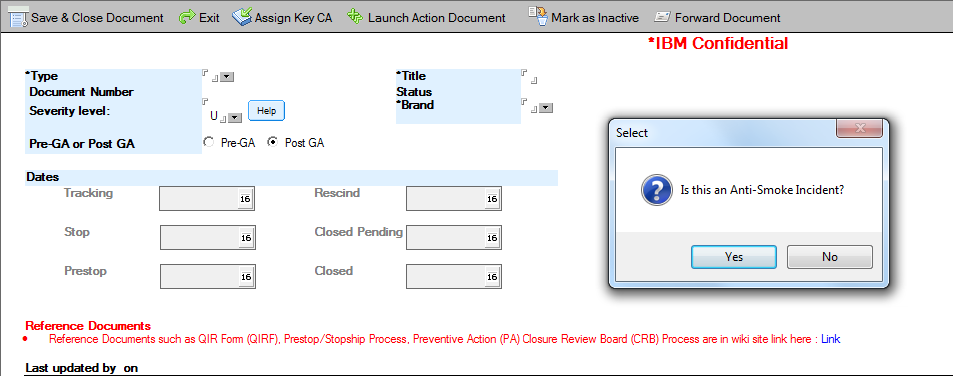 Save & Close Document Exit Assign Key CA Launch Action Document Mark as Inactive Forward Document
*IBM Confidential
*Type *Title
Document Number Status
Severity level: U Help *Brand
Pre-GA or Post GA Pre-GA Post GA
Select
Is this an Anti-Smoke Incident?
Yes No
Dates
Tracking 16 Rescind 16
Stop 16 Closed Pending 16
Prestop 16 Closed 16
Reference Documents
Reference Documents such as QIR Form (QIRF), Prestop/Stopship Process, Preventive Action (PA) Closure Review Board (CRB) Process are in wiki site link here : Link
Last updated by on